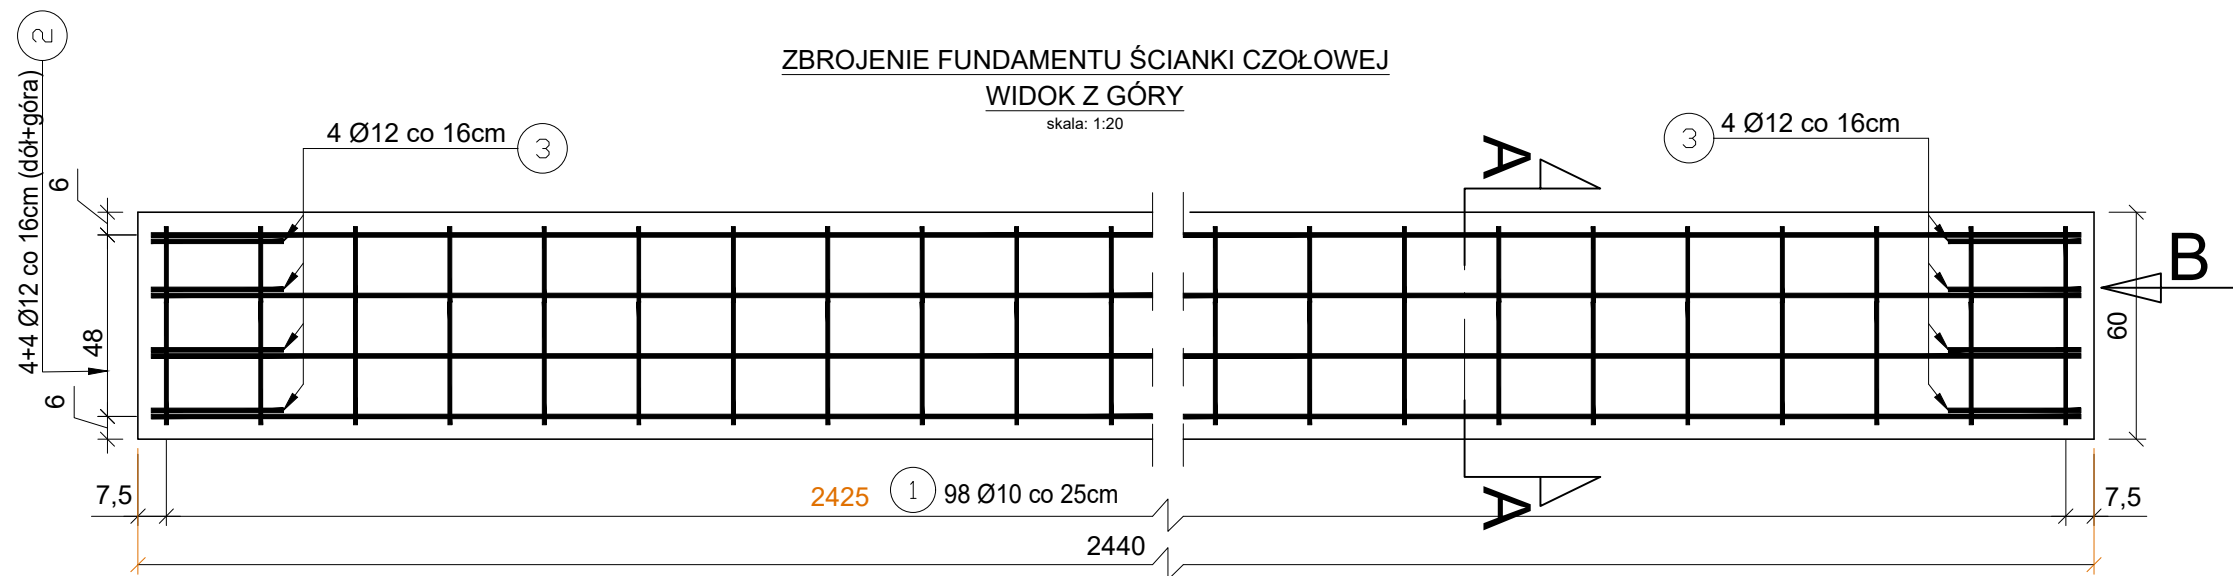 ZBROJENIE FUNDAMENTU ŚCIANKI CZOŁOWEJ
WIDOK Z GÓRY
skala: 1:20
2
4+4 Ø12 co 16cm (dół+góra)
4 Ø12 co 16cm 3
3 4 Ø12 co 16cm
A
A
B
6
48
6
60
7,5
2425 1 98 Ø10 co 25cm
7,5
2440